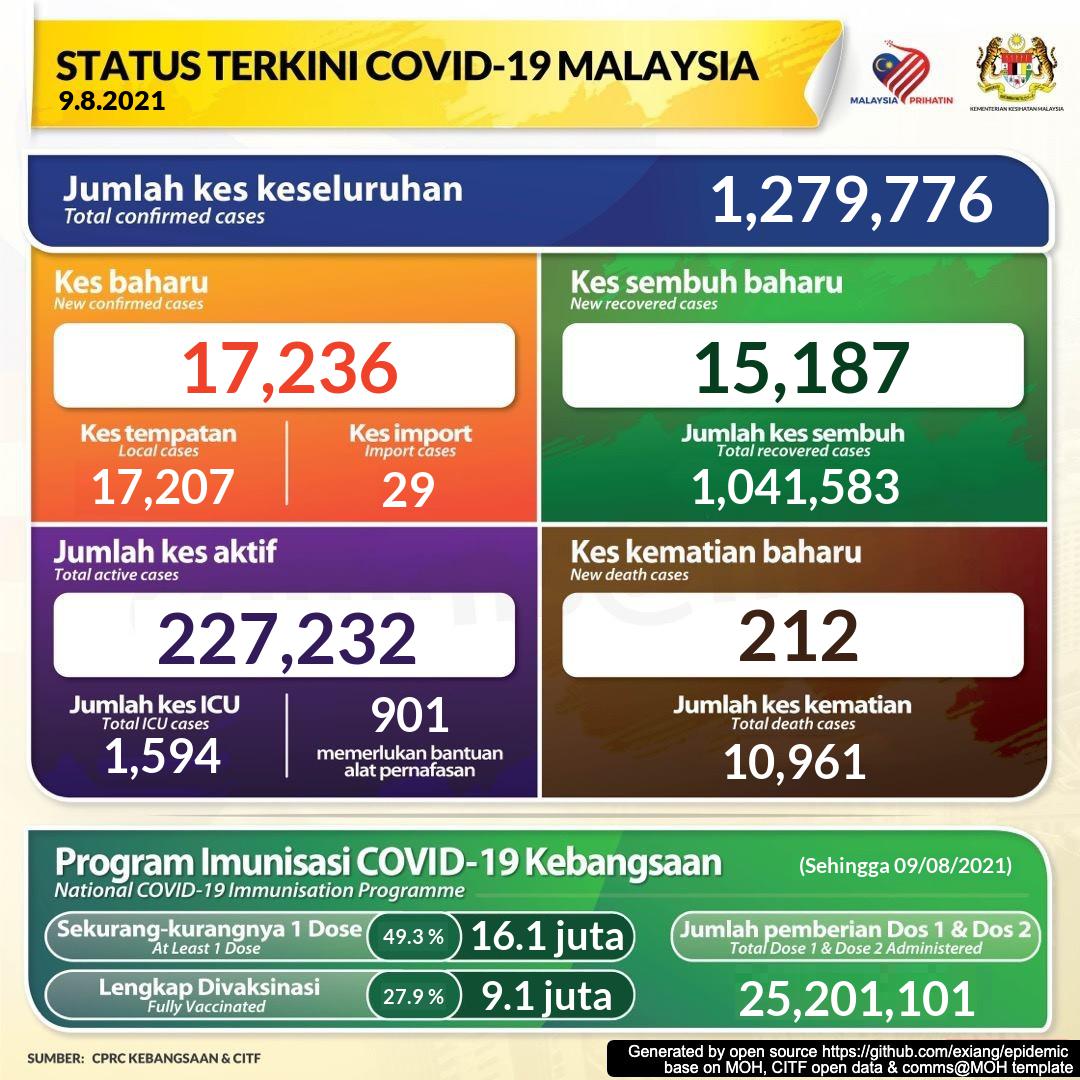 STATUS TERKINI COVID-19 MALAYSIA
9.8.2021
MALAYSIA PRIHATIN
KEMENTERIAN KESIHATAN MALAYSIA
Jumlah kes keseluruhan
Total confirmed cases
1,279,776
Kes baharu
New confirmed cases
17,236
Kes tempatan
Local cases
17,207
Kes import
Import cases
29
Kes sembuh baharu
New recovered cases
15,187
Jumlah kes sembuh
Total recovered cases
1,041,583
Jumlah kes aktif
Total active cases
227,232
Jumlah kes ICU
Total ICU cases
1,594
901
memerlukan bantuan
alat pernafasan
Kes kematian baharu
New death cases
212
Jumlah kes kematian
Total death cases
10,961
Program Imunisasi COVID-19 Kebangsaan
National COVID-19 Immunisation Programme
(Sehingga 09/08/2021)
Sekurang-kurangnya 1 Dose
At Least 1 Dose
49.3 %
16.1 juta
Lengkap Divaksinasi
Fully Vaccinated
27.9 %
9.1 juta
Jumlah pemberian Dos 1 & Dos 2
Total Dose 1 & Dose 2 Administered
25,201,101
SUMBER: CPRC KEBANGSAAN & CITF
Generated by open source https://github.com/exiang/epidemic
base on MOH, CITF open data & comms@MOH template